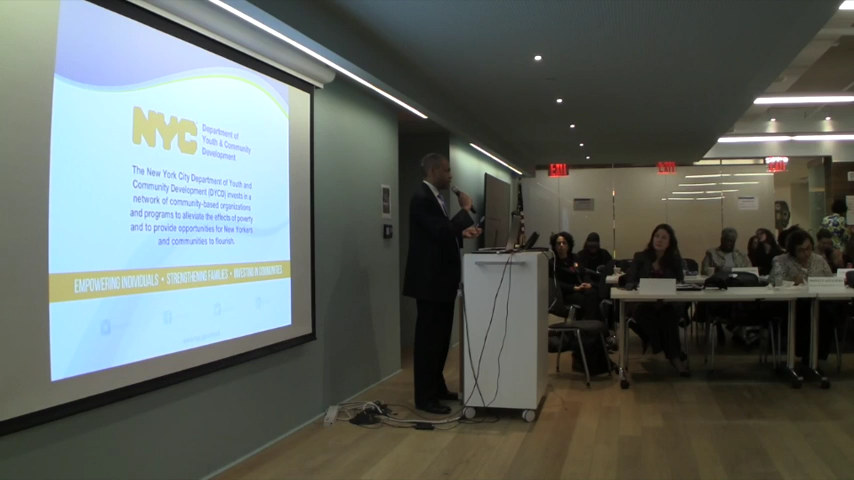 NYC
Department of
Youth & Community
Development
The New York City Department of Youth and
Community Development (DYCD) invests in a
network of community-based organizations
and programs to alleviate the effects of poverty
and to provide opportunities for New Yorkers
and communities to flourish.
EMPOWERING INDIVIDUALS • STRENGTHENING FAMILIES • INVESTING IN COMMUNITIES
EXIT
EXIT
EXIT